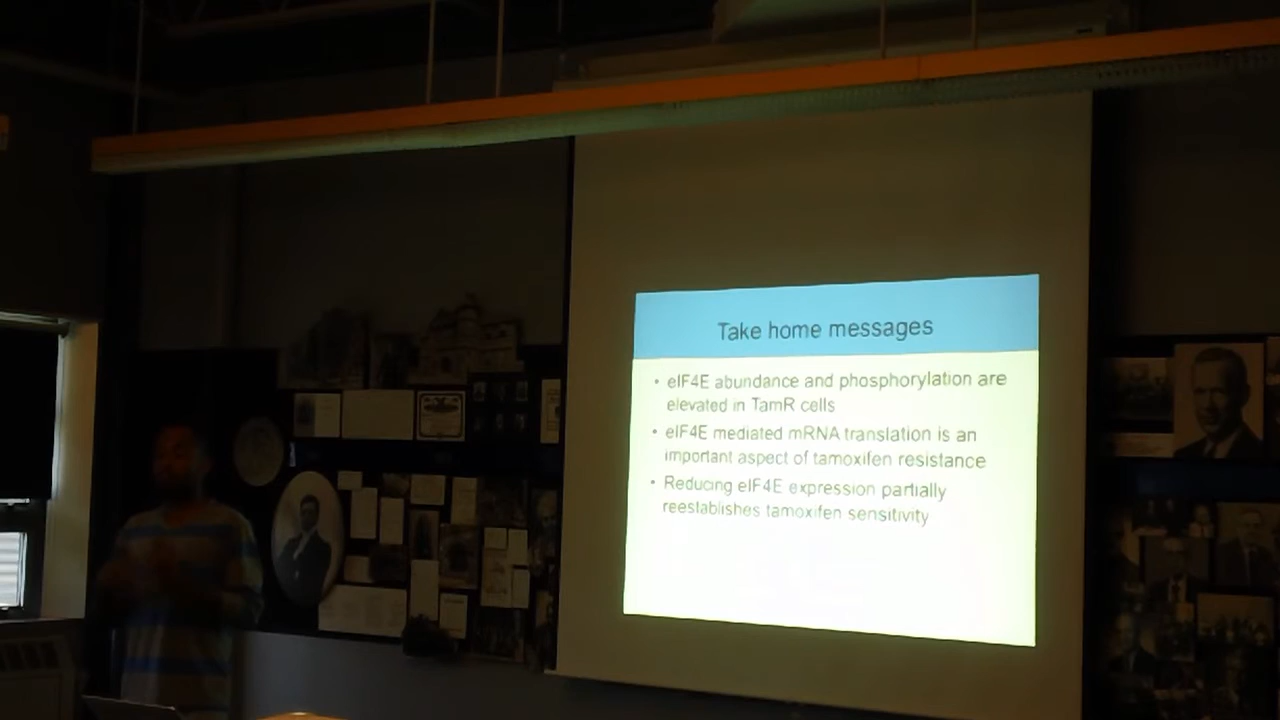 Take home messages
• eIF4E abundance and phosphorylation are
elevated in TamR cells
• eIF4E mediated mRNA translation is an
important aspect of tamoxifen resistance
• Reducing eIF4E expression partially
reestablishes tamoxifen sensitivity